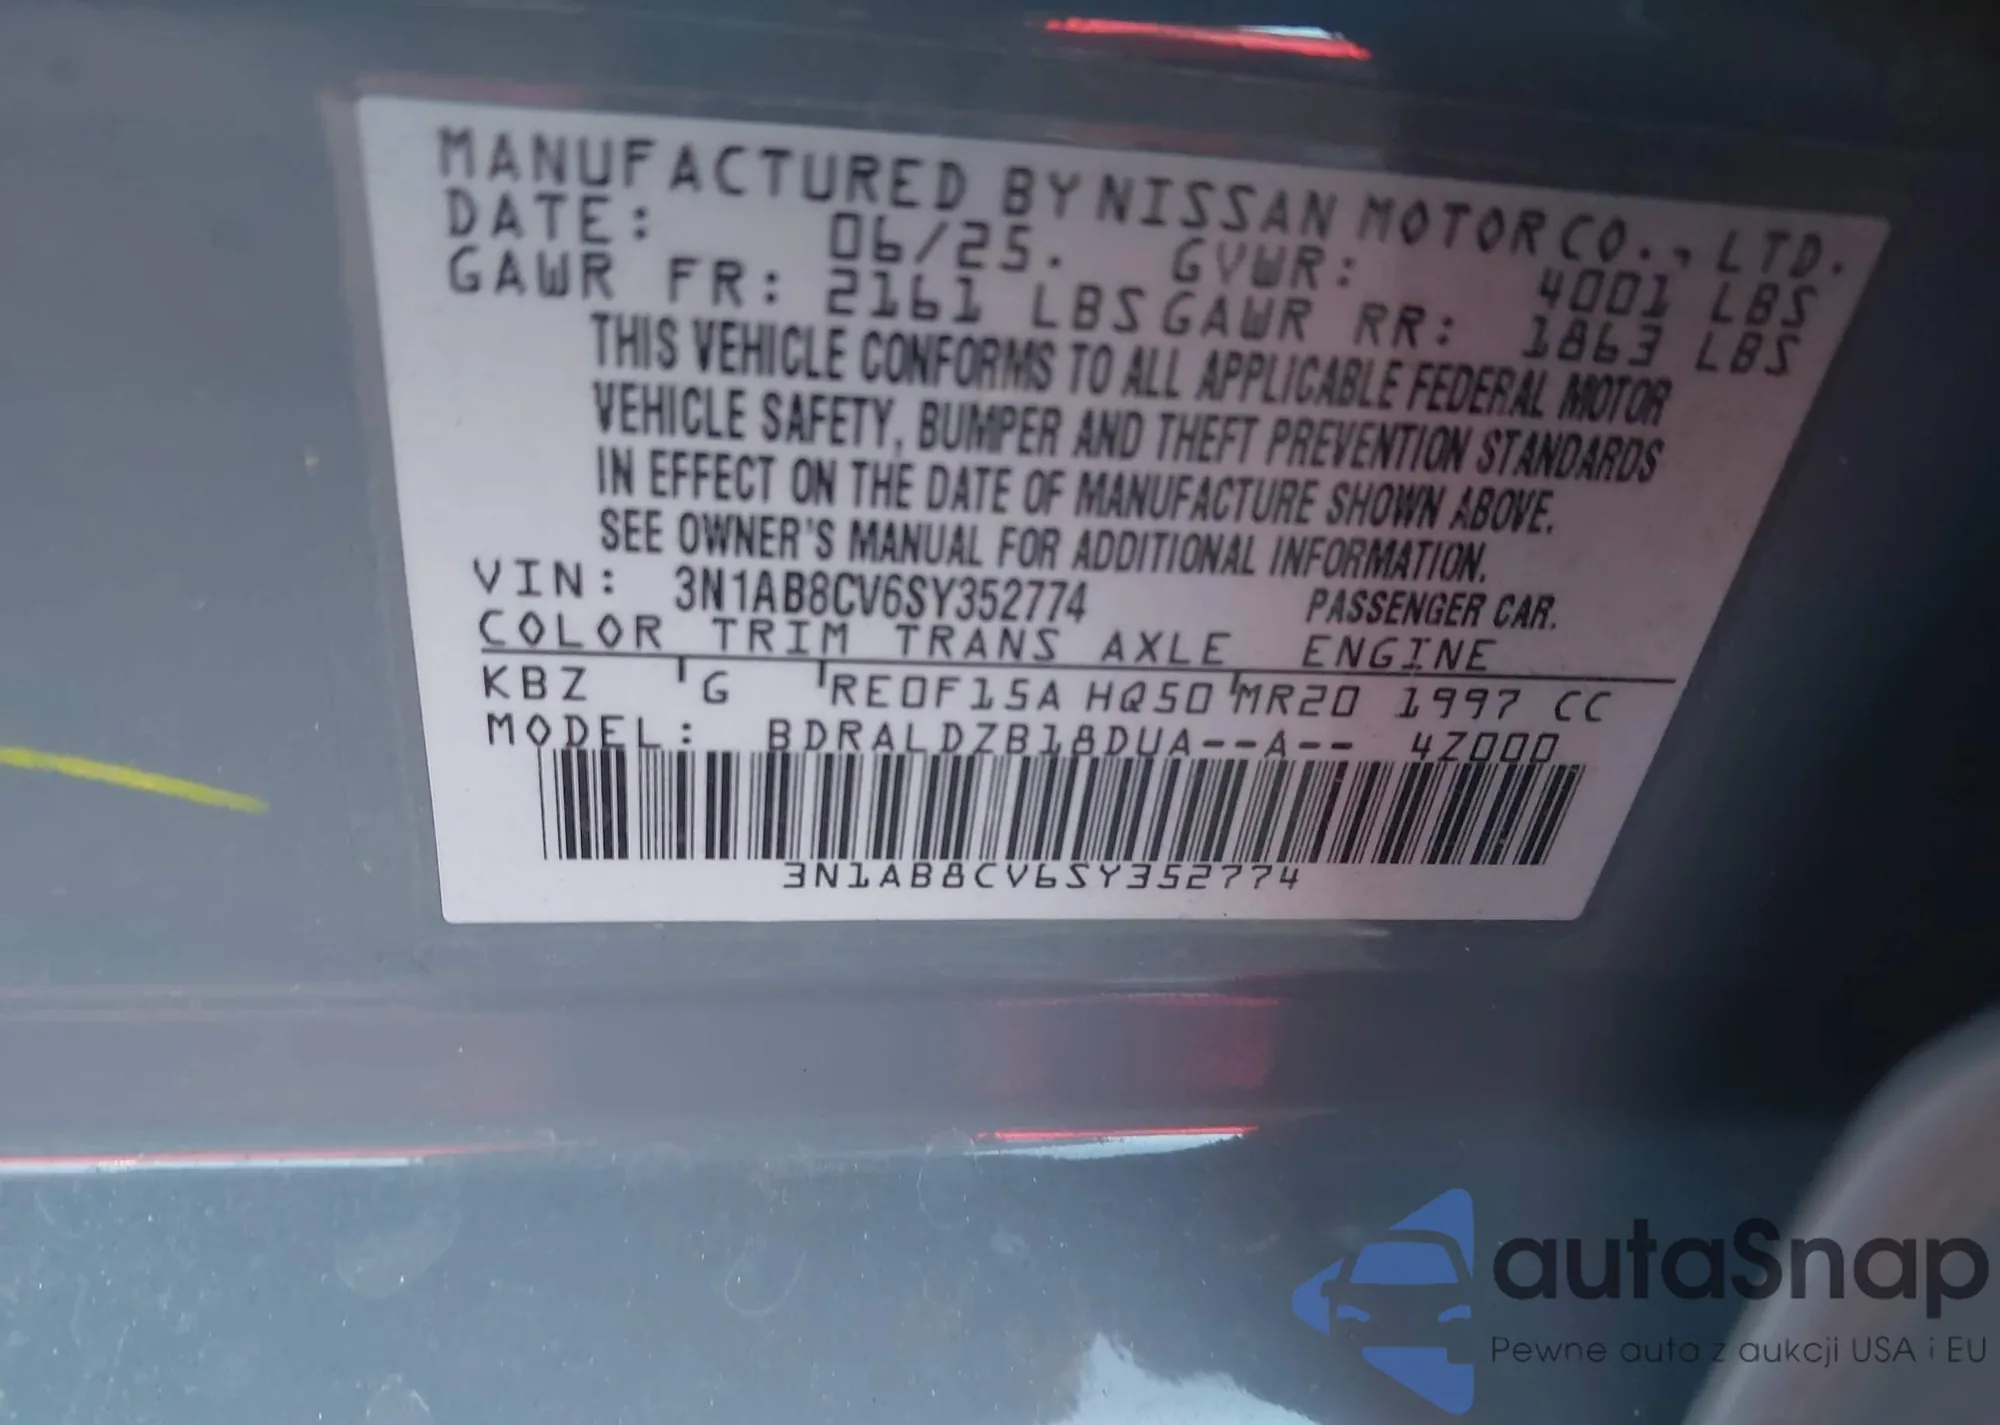 MANUFACTURED BY NISSAN MOTOR CO., LTD.
DATE: 06/25. GVWR: 4001 LBS
GAWR FR: 2161 LBS GAWR RR: 1863 LBS
THIS VEHICLE CONFORMS TO ALL APPLICABLE FEDERAL MOTOR
VEHICLE SAFETY, BUMPER AND THEFT PREVENTION STANDARDS
IN EFFECT ON THE DATE OF MANUFACTURE SHOWN ABOVE.
SEE OWNER'S MANUAL FOR ADDITIONAL INFORMATION.
VIN: 3N1AB8CV6SY352774 PASSENGER CAR.
COLOR TRIM TRANS AXLE ENGINE
KBZ G RE0F15A HQ50 MR20 1997 CC
MODEL: BDRALDZB18DUA--A-- 4Z000
3N1AB8CV6SY352774
autaSnap
Pewne auta z aukcji USA i EU